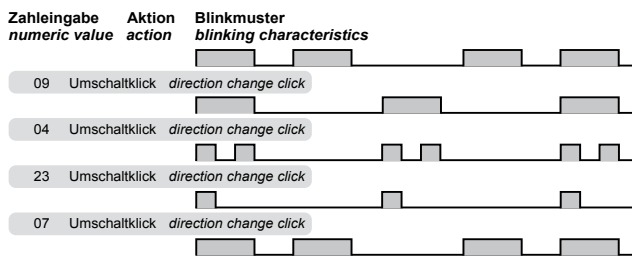 Zahleingabe Aktion Blinkmuster
numeric value action blinking characteristics
09 Umschaltklick direction change click
04 Umschaltklick direction change click
23 Umschaltklick direction change click
07 Umschaltklick direction change click